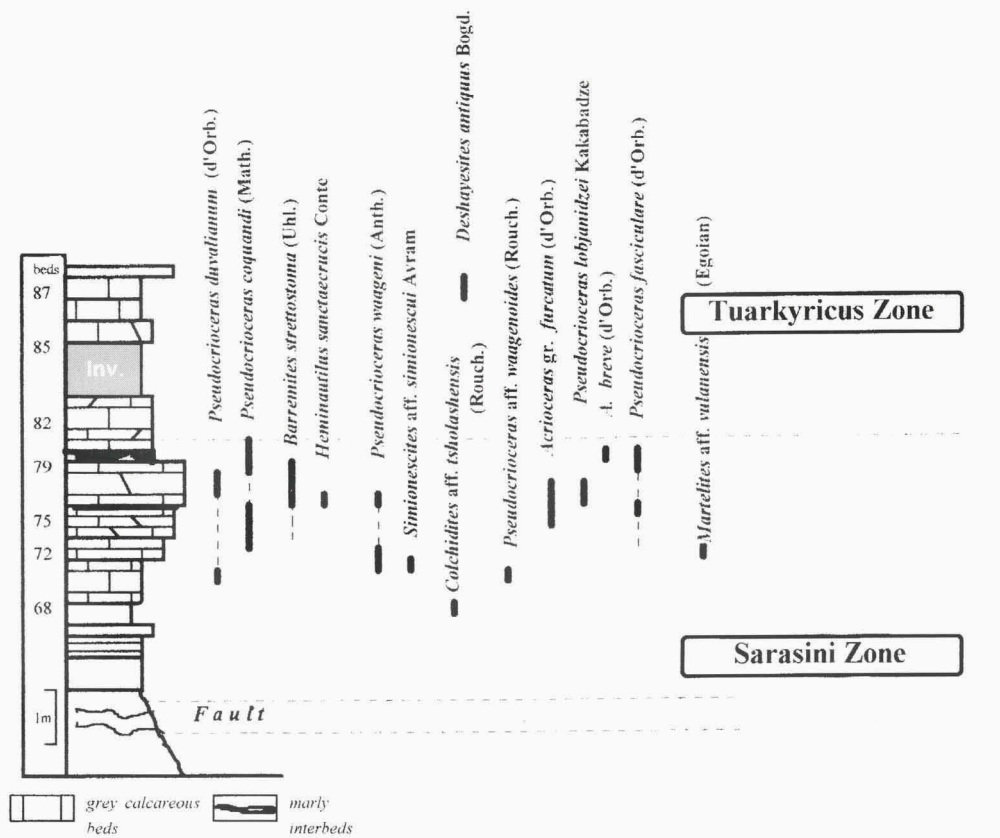 Pseudocrioceras duvalianum (d'Orb.)
Pseudocrioceras coquandi (Math.)
Barremites strettostoma (Uhl.)
Heminautilus sanctaecrucis Conte
Pseudocrioceras waageni (Anth.)
Simionescites aff. simionescui Avram
Colchidites aff. tsholashensis
(Rouch.)
Deshayesites antiquus Bogd.
Pseudocrioceras aff. waagenoides (Rouch.)
Acrioceras gr. furcatum (d'Orb.)
Pseudocrioceras lobjanidzei Kakabadze
A. breve (d'Orb.)
Pseudocrioceras fasciculare (d'Orb.)
Martelites aff. vulanensis (Egoian)
beds
87
85
Inv.
82
79
75
72
68
1m
Tuarkyricus Zone
Sarasini Zone
Fault
grey calcareous
beds
marly
interbeds